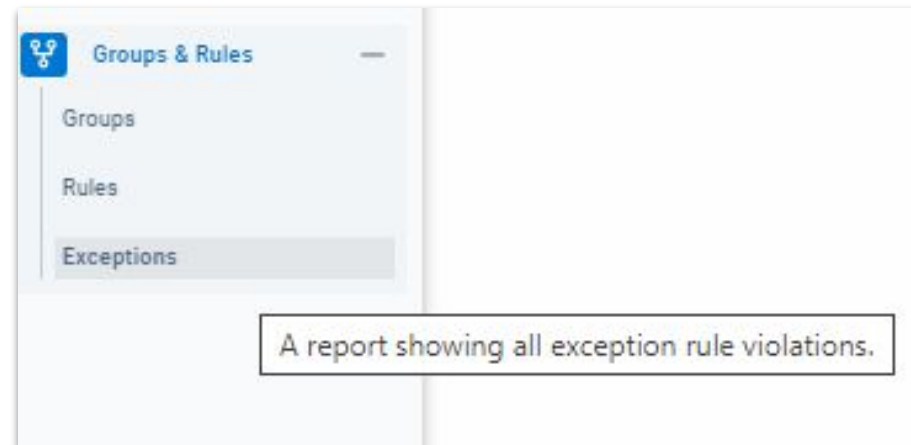 Groups & Rules
Groups
Rules
Exceptions
A report showing all exception rule violations.